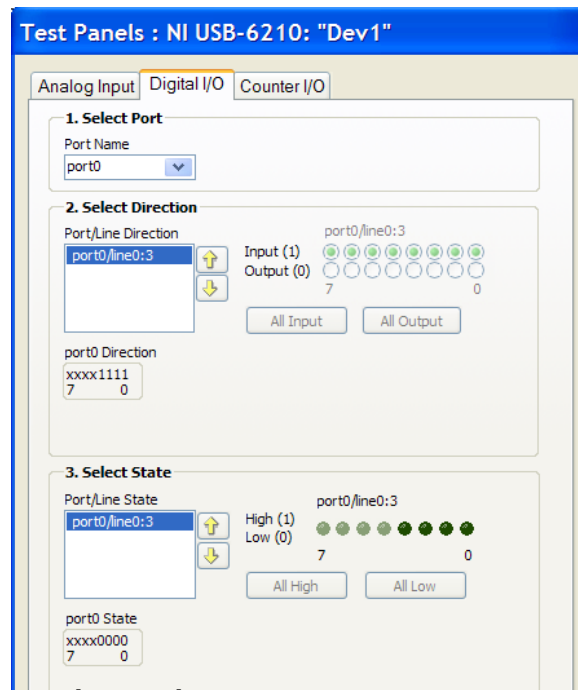 Test Panels : NI USB-6210: "Dev1"
Analog Input Digital I/O Counter I/O
1. Select Port
Port Name
port0
2. Select Direction
Port/Line Direction
port0/line0:3
port0/line0:3
Input (1)
Output (0)
7 0
All Input All Output
port0 Direction
xxxx1111
7 0
3. Select State
Port/Line State
port0/line0:3
port0/line0:3
High (1)
Low (0)
7 0
All High All Low
port0 State
xxxx0000
7 0